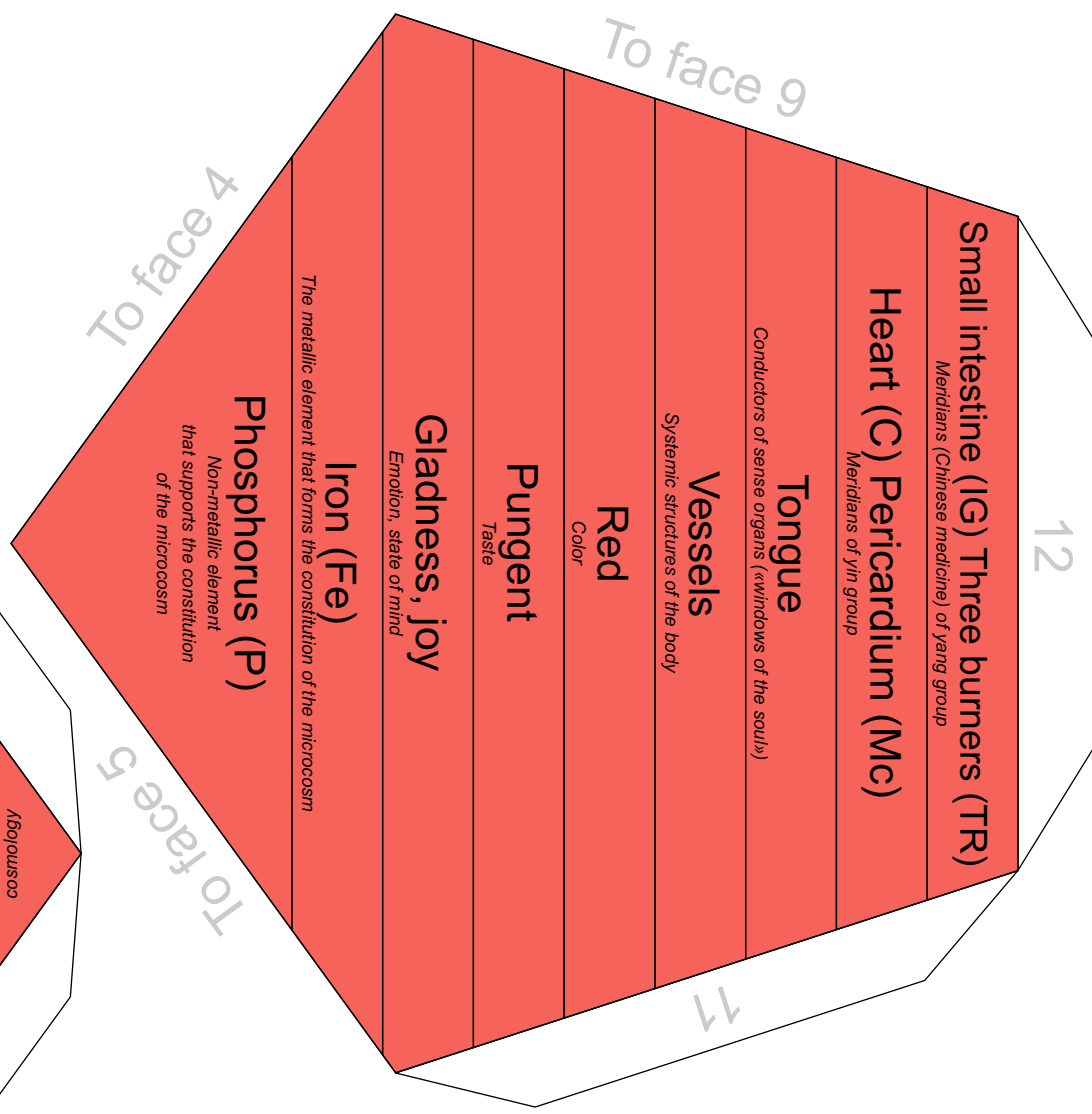 Small intestine (IG) Three burners (TR)
Meridians (Chinese medicine) of yang group
Heart (C) Pericardium (Mc)
Meridians of yin group
Tongue
Conductors of sense organs («windows of the soul»)
Vessels
Systemic structures of the body
Red
Color
Pungent
Taste
Gladness, joy
Emotion, state of mind
Iron (Fe)
The metallic element that forms the constitution of the microcosm
Phosphorus (P)
Non-metallic element
that supports the constitution
of the microcosm
To face 9
To face 4
To face 5
12
11
cosmology